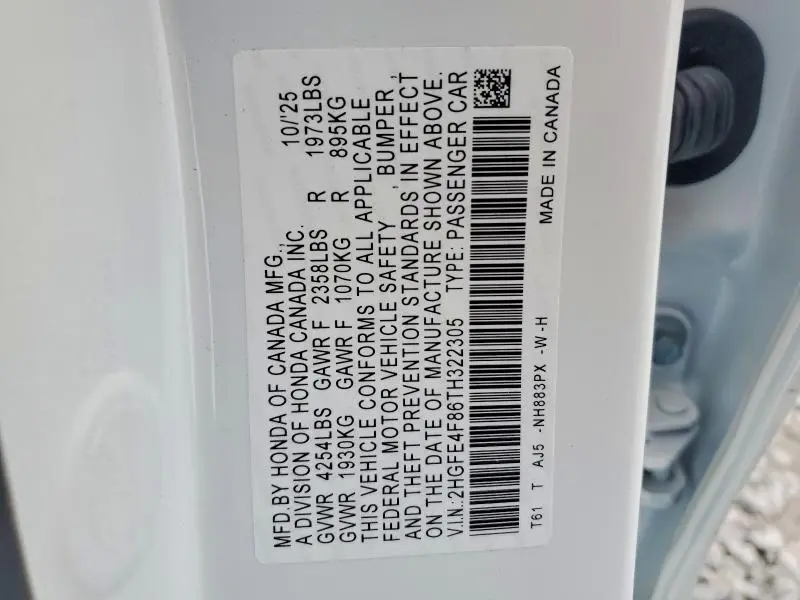 MFD.BY HONDA OF CANADA MFG., 10/'25
A DIVISION OF HONDA CANADA INC.
GVWR 4254LBS GAWR F 2358LBS R 1973LBS
GVWR 1930KG GAWR F 1070KG R 895KG
THIS VEHICLE CONFORMS TO ALL APPLICABLE
FEDERAL MOTOR VEHICLE SAFETY , BUMPER ,
AND THEFT PREVENTION STANDARDS IN EFFECT
ON THE DATE OF MANUFACTURE SHOWN ABOVE.
V.I.N.:2HGFE4F86TH322305 TYPE: PASSENGER CAR
T61 T AJ5 -NH883PX -W-H MADE IN CANADA